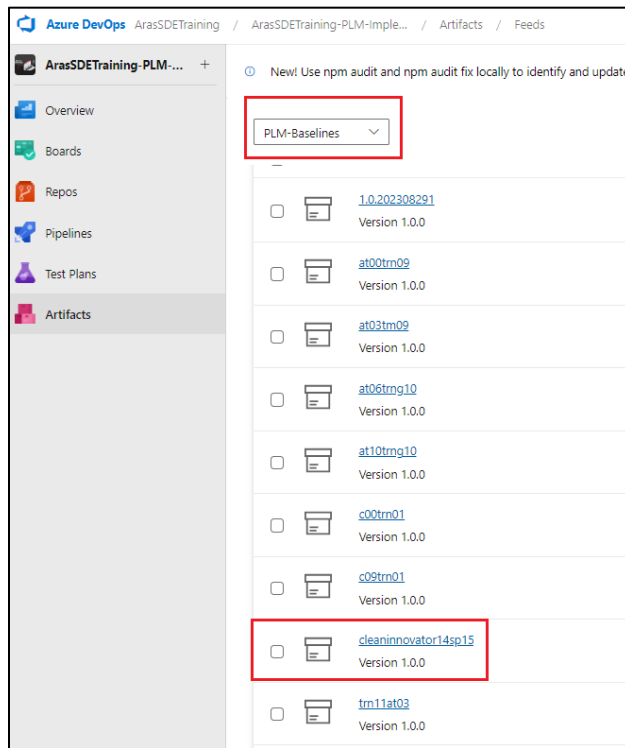 Azure DevOps ArasSDETraining / ArasSDETraining-PLM-Imple... / Artifacts / Feeds
ArasSDETraining-PLM-... +
New! Use npm audit and npm audit fix locally to identify and update
Overview
PLM-Baselines
Boards
Repos
Pipelines
Test Plans
Artifacts
1.0.202308291
Version 1.0.0
at00trn09
Version 1.0.0
at03tm09
Version 1.0.0
at06trng10
Version 1.0.0
at10trng10
Version 1.0.0
c00trn01
Version 1.0.0
c09trn01
Version 1.0.0
cleaninnovator14sp15
Version 1.0.0
trn11at03
Version 1.0.0